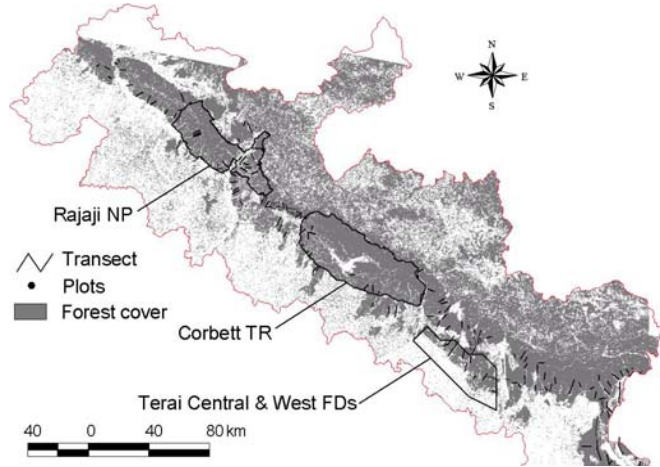 N
W E
S
Rajaji NP
Transect
Plots
Forest cover
Corbett TR
Terai Central & West FDs
40 0 40 80 km